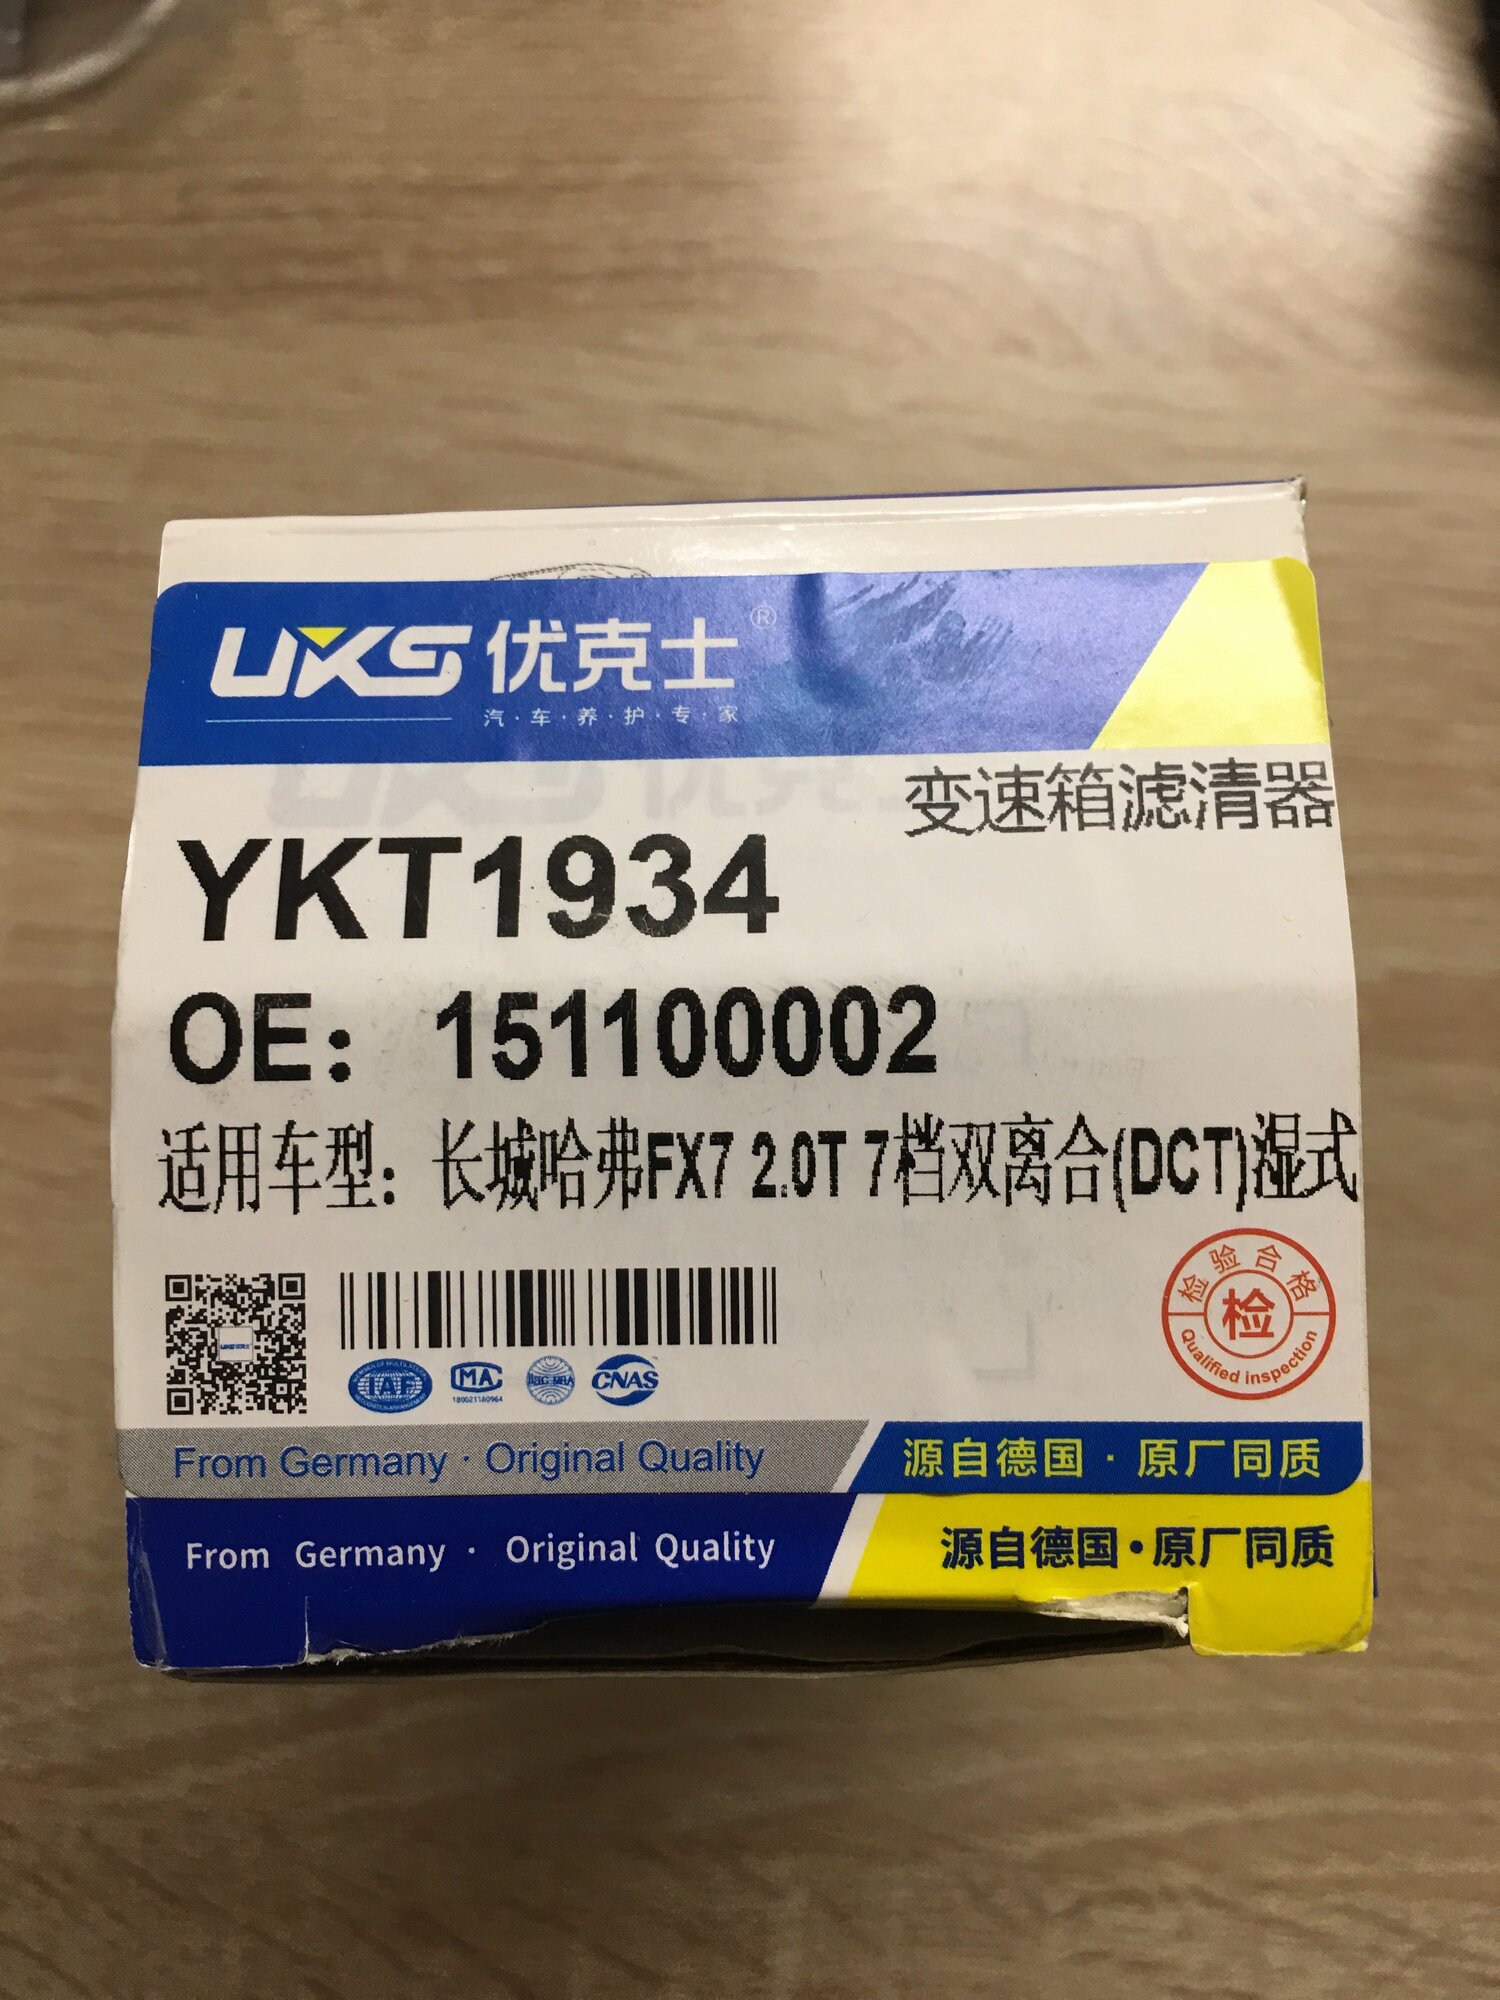 UKS 优克士 ®
汽·车·养·护·专·家
变速箱滤清器
YKT1934
OE：151100002
适用车型：长城哈弗FX7 2.0T 7档双离合(DCT)湿式
检验合格
检
Qualified inspection
IAF
MA
180021180964
CNAS
From Germany · Original Quality
源自德国 · 原厂同质
From Germany · Original Quality
源自德国·原厂同质